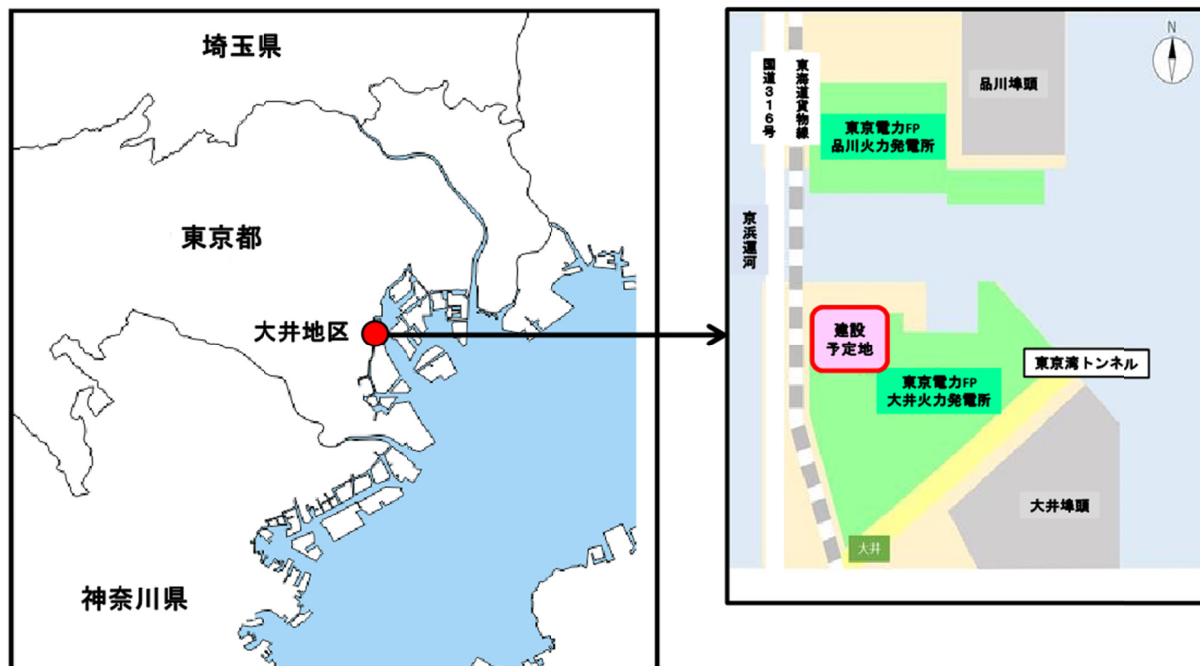 埼玉県
東京都
大井地区
神奈川県
N
国道316号
東海道貨物線
品川埠頭
東京電力FP
品川火力発電所
京浜運河
建設
予定地
東京湾トンネル
東京電力FP
大井火力発電所
大井埠頭
大井